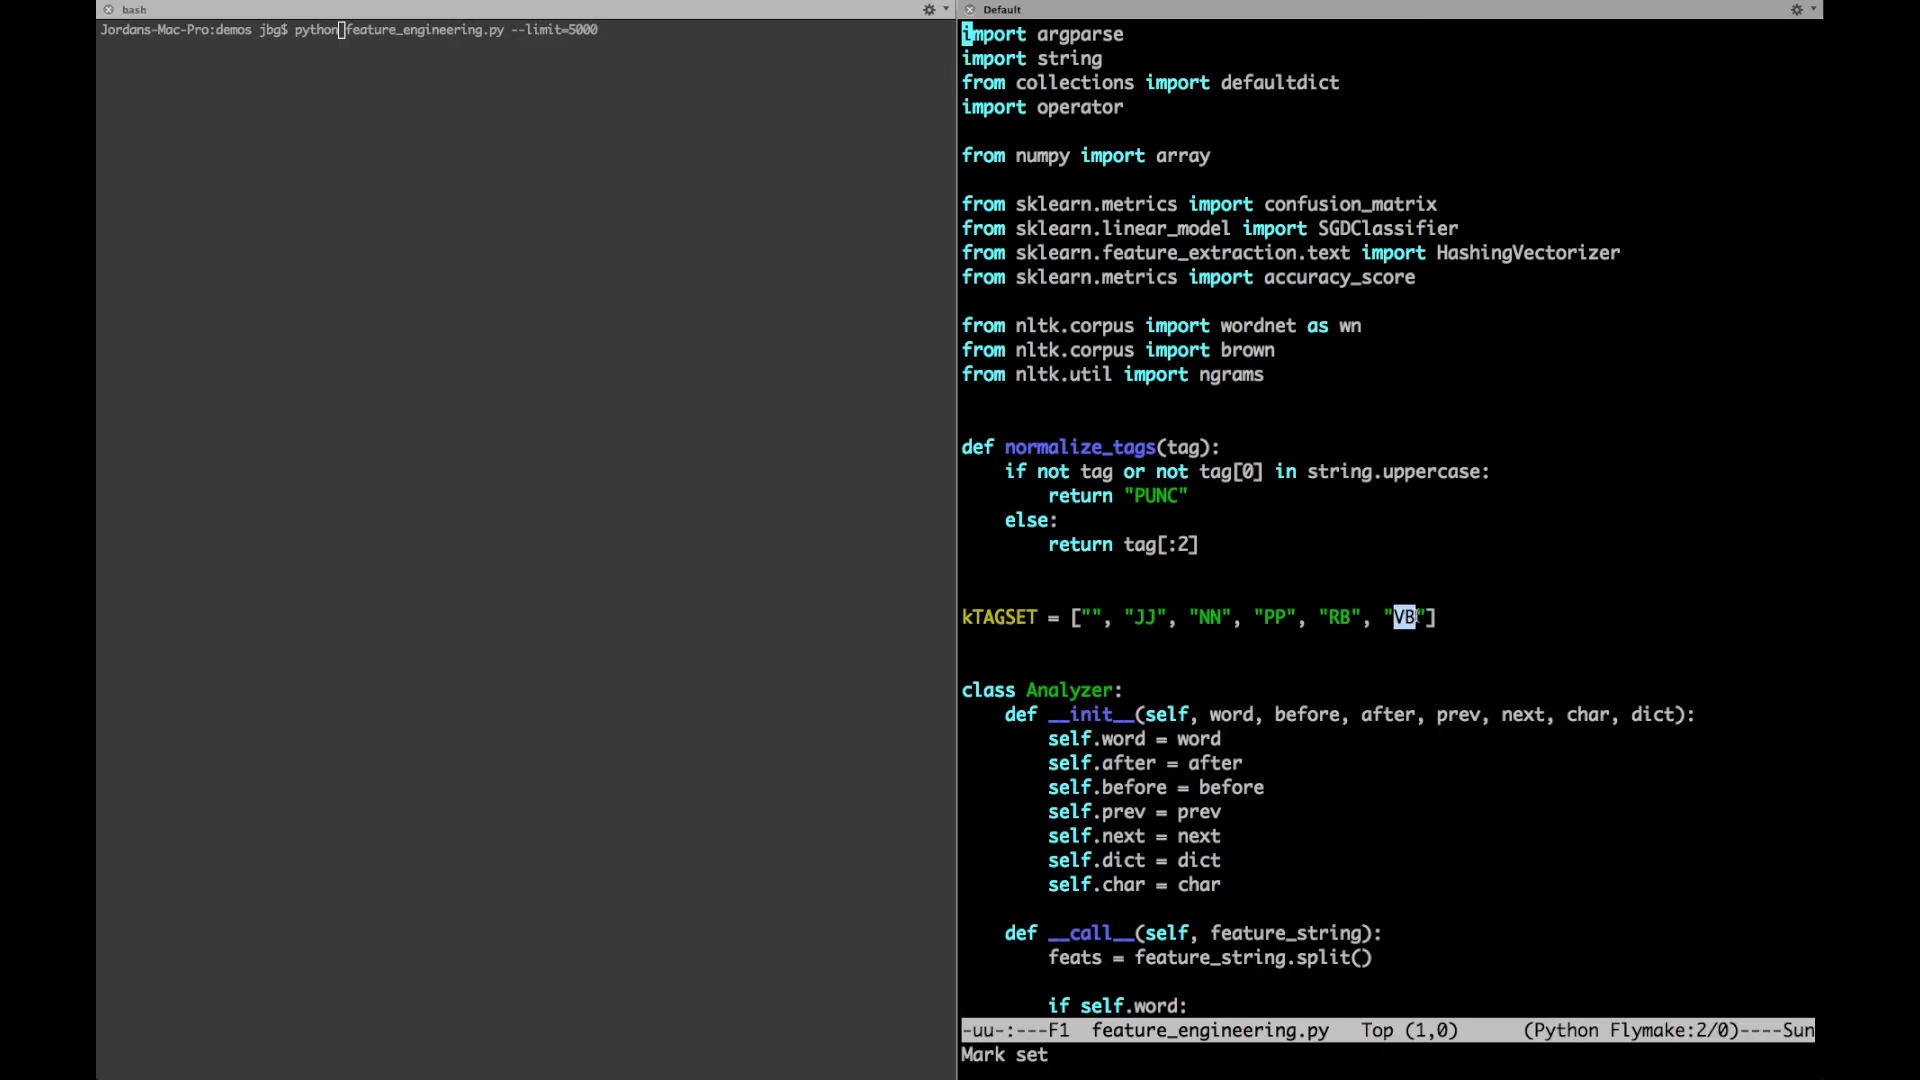 bash
Jordans-Mac-Pro:demos jbg$ python feature_engineering.py --limit=5000
Default
import argparse
import string
from collections import defaultdict
import operator
from numpy import array
from sklearn.metrics import confusion_matrix
from sklearn.linear_model import SGDClassifier
from sklearn.feature_extraction.text import HashingVectorizer
from sklearn.metrics import accuracy_score
from nltk.corpus import wordnet as wn
from nltk.corpus import brown
from nltk.util import ngrams
def normalize_tags(tag):
    if not tag or not tag[0] in string.uppercase:
        return "PUNC"
    else:
        return tag[:2]
kTAGSET = ["", "JJ", "NN", "PP", "RB", "VB"]
class Analyzer:
    def __init__(self, word, before, after, prev, next, char, dict):
        self.word = word
        self.after = after
        self.before = before
        self.prev = prev
        self.next = next
        self.dict = dict
        self.char = char
    def __call__(self, feature_string):
        feats = feature_string.split()
        if self.word:
-uu-:---F1  feature_engineering.py   Top (1,0)      (Python Flymake:2/0)----Sun
Mark set